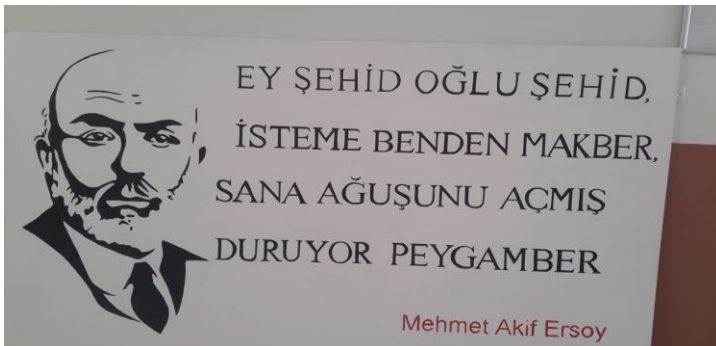 EY ŞEHİD OĞLU ŞEHİD,
İSTEME BENDEN MAKBER,
SANA AĞUŞUNU AÇMIŞ
DURUYOR PEYGAMBER
Mehmet Akif Ersoy